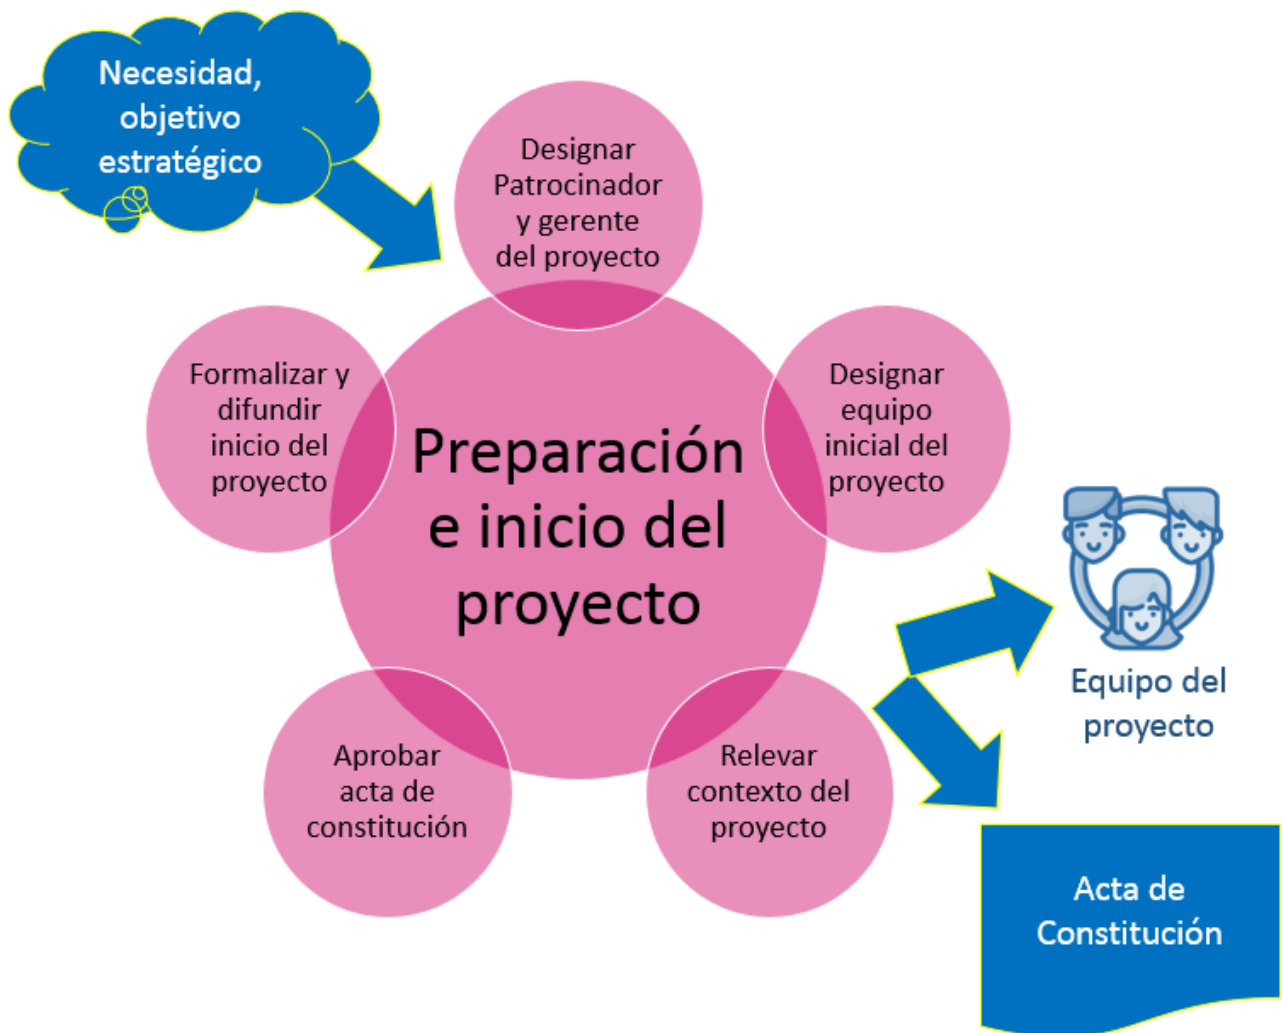 Necesidad,
objetivo
estratégico
Designar
Patrocinador
y gerente
del proyecto
Formalizar y
difundir
inicio del
proyecto
Designar
equipo
inicial del
proyecto
Preparación
e inicio del
proyecto
Equipo del
proyecto
Aprobar
acta de
constitución
Relevar
contexto del
proyecto
Acta de
Constitución